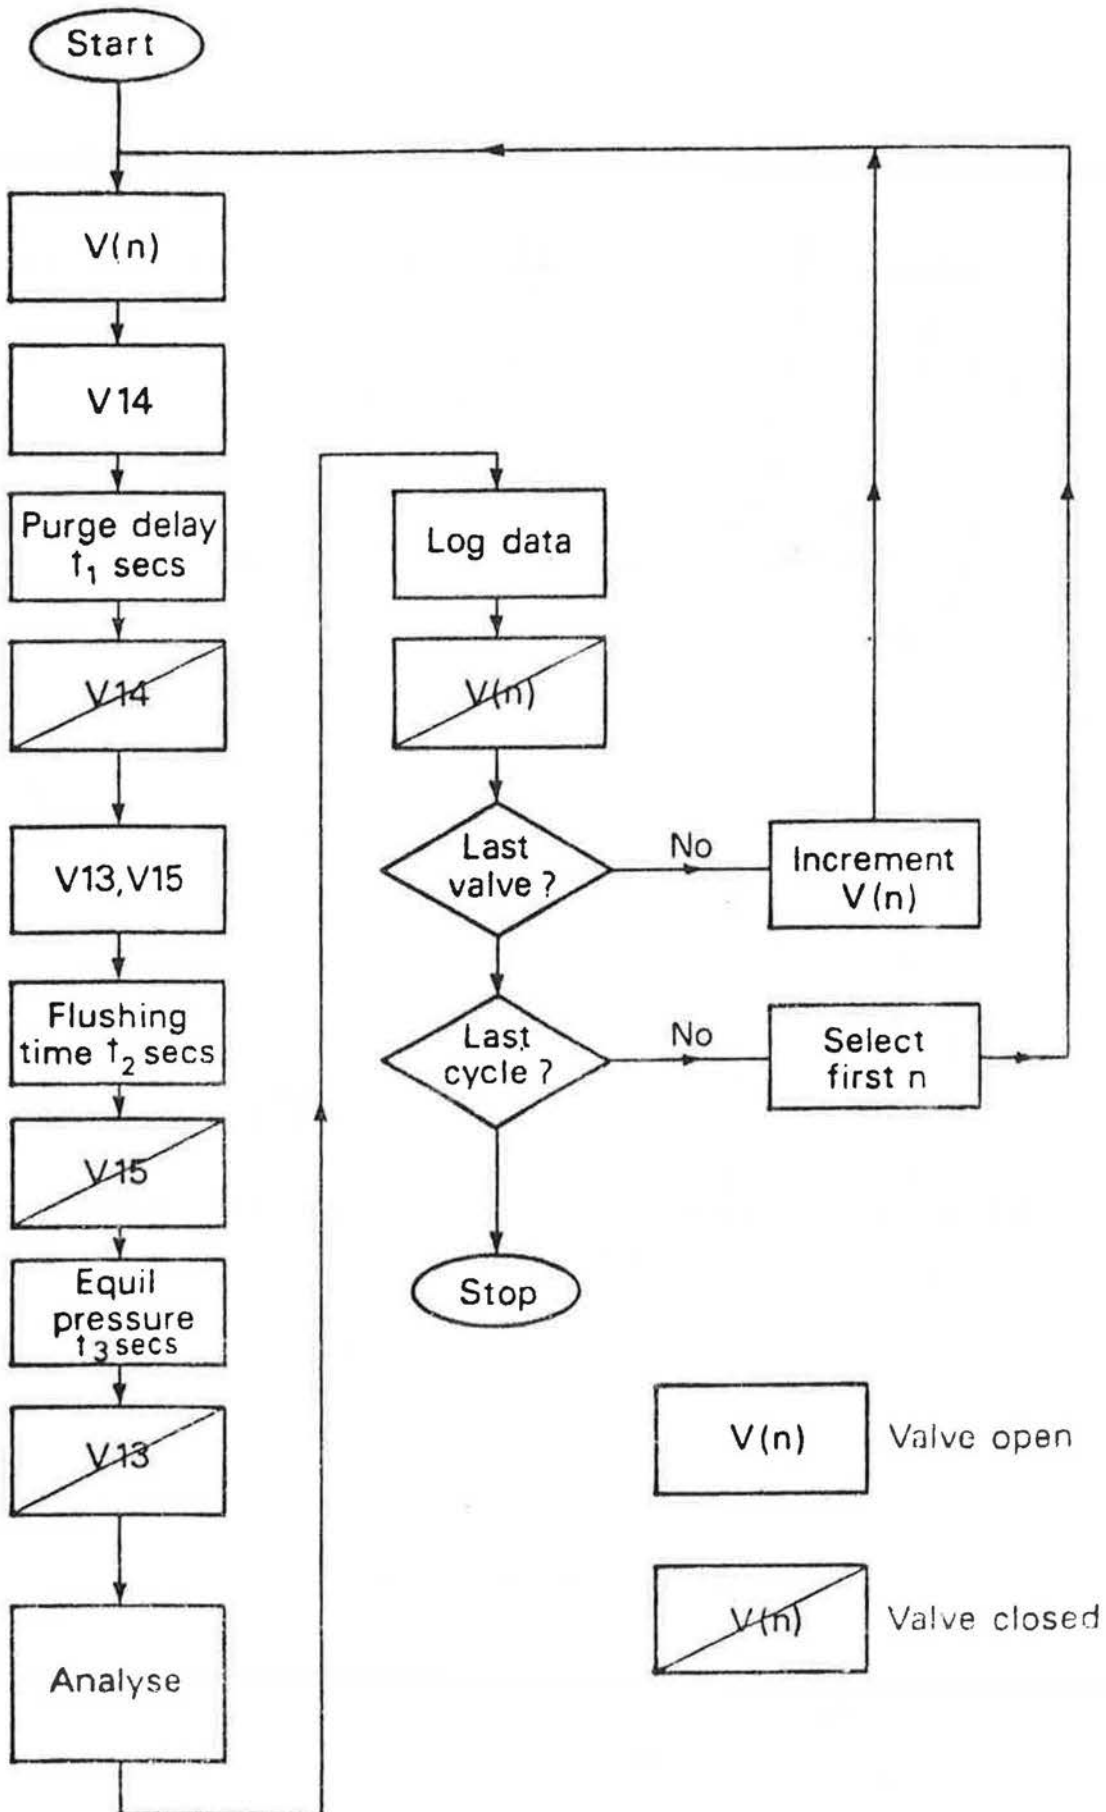 Start
V(n)
V14
Purge delay
t₁ secs
V14
V13, V15
Flushing
time t₂ secs
V15
Equil
pressure
t₃ secs
V13
Analyse
Log data
V(n)
Last
valve ?
No
Increment
V(n)
Last
cycle ?
No
Select
first n
Stop
V(n)
Valve open
V(n)
Valve closed